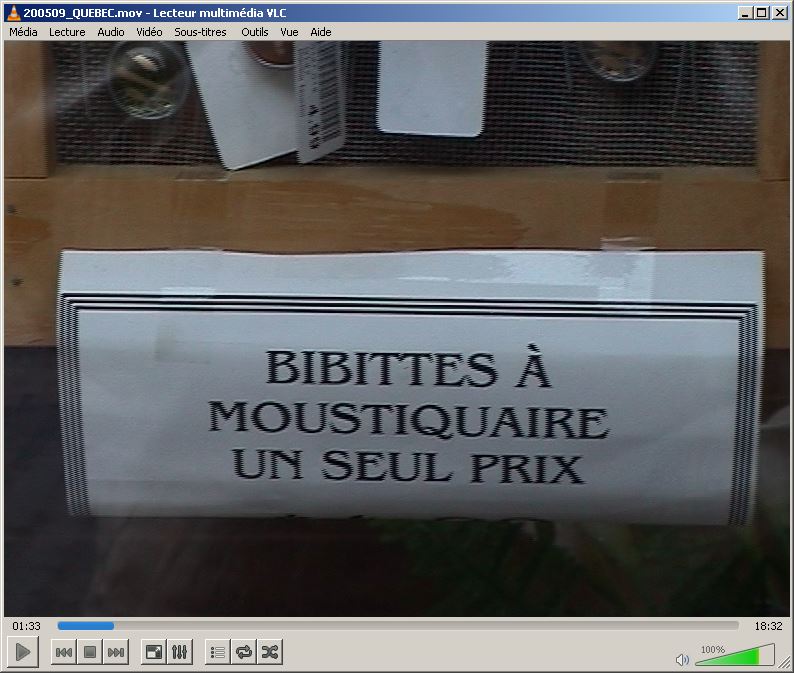 200509_QUEBEC.mov - Lecteur multimédia VLC
Média Lecture Audio Vidéo Sous-titres Outils Vue Aide
BIBITTES À
MOUSTIQUAIRE
UN SEUL PRIX
01:33 18:32
100%